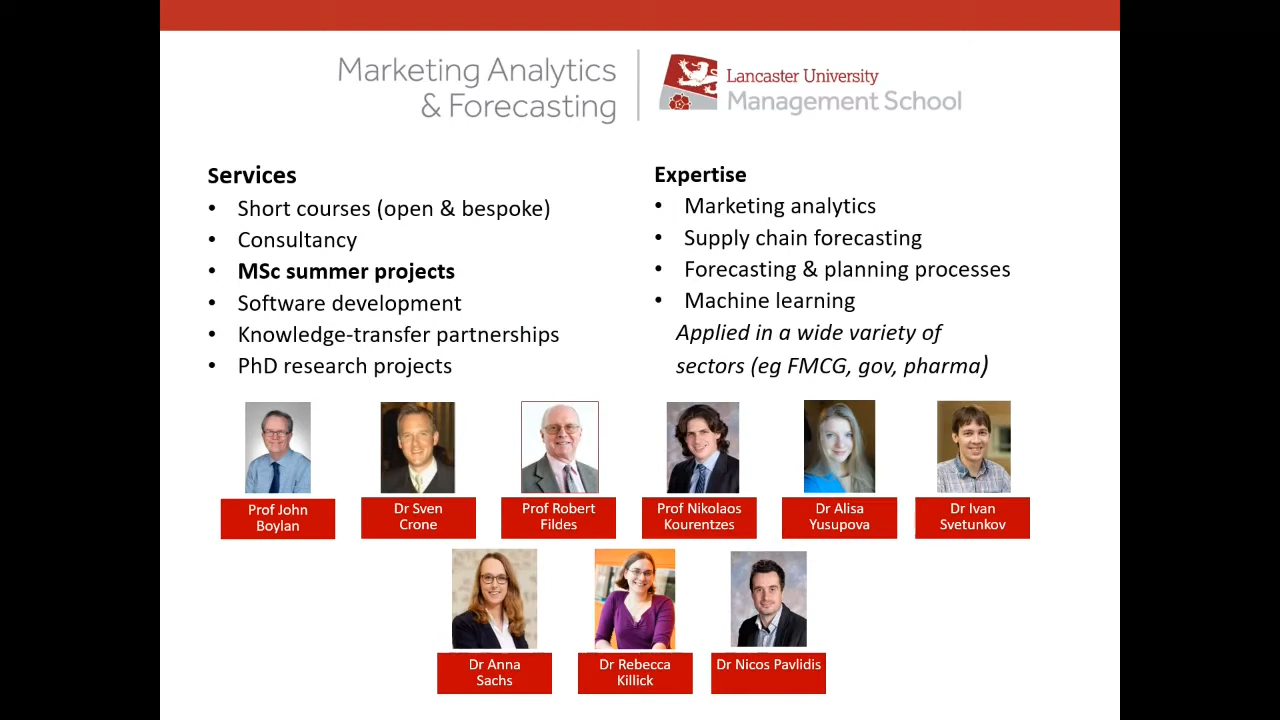 Marketing Analytics
& Forecasting
Lancaster University
Management School
Services
• Short courses (open & bespoke)
• Consultancy
• MSc summer projects
• Software development
• Knowledge-transfer partnerships
• PhD research projects
Expertise
• Marketing analytics
• Supply chain forecasting
• Forecasting & planning processes
• Machine learning
Applied in a wide variety of
sectors (eg FMCG, gov, pharma)
Prof John
Boylan
Dr Sven
Crone
Prof Robert
Fildes
Prof Nikolaos
Kourentzes
Dr Alisa
Yusupova
Dr Ivan
Svetunkov
Dr Anna
Sachs
Dr Rebecca
Killick
Dr Nicos Pavlidis